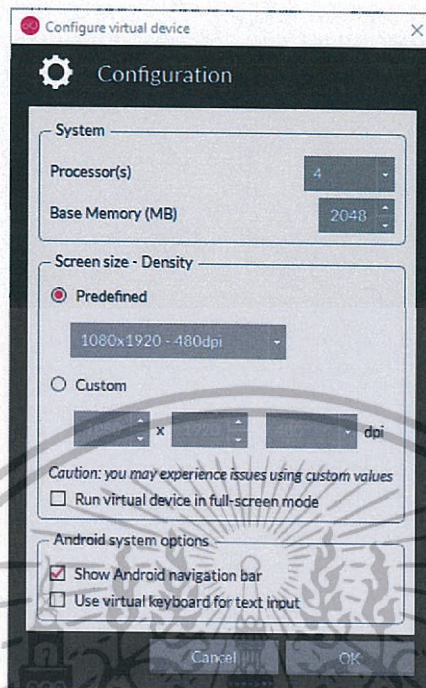 Configure virtual device
Configuration
System
Processor(s) 4
Base Memory (MB) 2048
Screen size - Density
Predefined
1080x1920 - 480dpi
Custom
x dpi
Caution: you may experience issues using custom values
Run virtual device in full-screen mode
Android system options
Show Android navigation bar
Use virtual keyboard for text input
Cancel OK